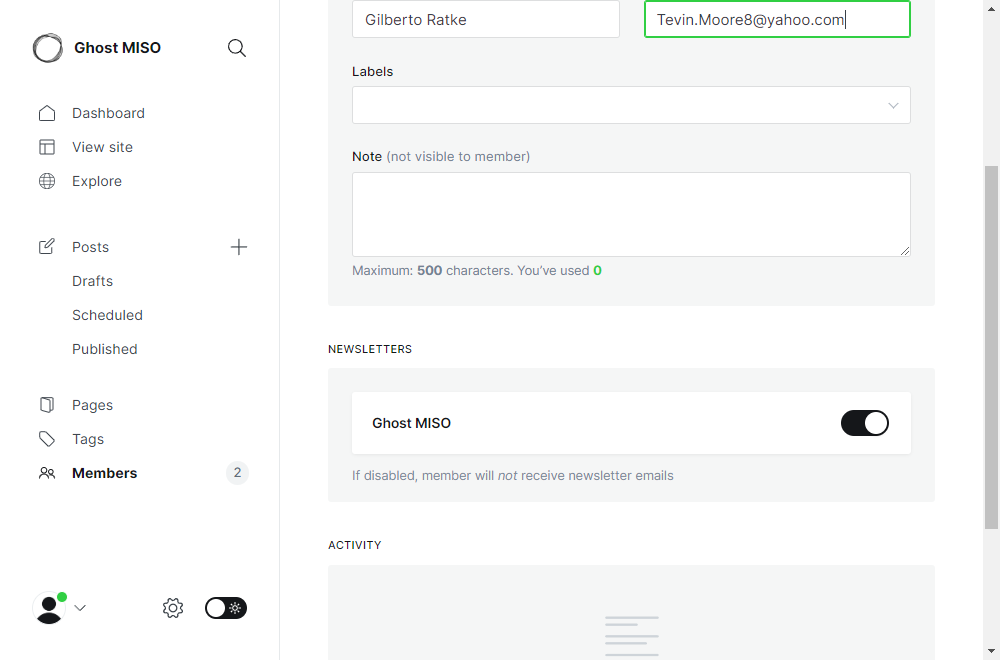 Ghost MISO
Dashboard
View site
Explore
Posts
Drafts
Scheduled
Published
Pages
Tags
Members 2
Gilberto Ratke
Tevin.Moore8@yahoo.com
Labels
Note (not visible to member)
Maximum: 500 characters. You've used 0
NEWSLETTERS
Ghost MISO
If disabled, member will not receive newsletter emails
ACTIVITY